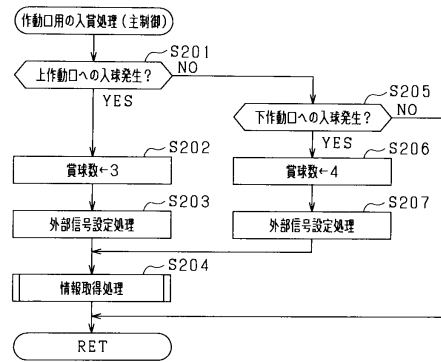 作動口用の入賞処理(主制御)
S201
上作動口への入球発生?
NO
YES
S205
下作動口への入球発生?
NO
YES
S202
賞球数←3
S206
賞球数←4
S203
外部信号設定処理
S207
外部信号設定処理
S204
情報取得処理
RET